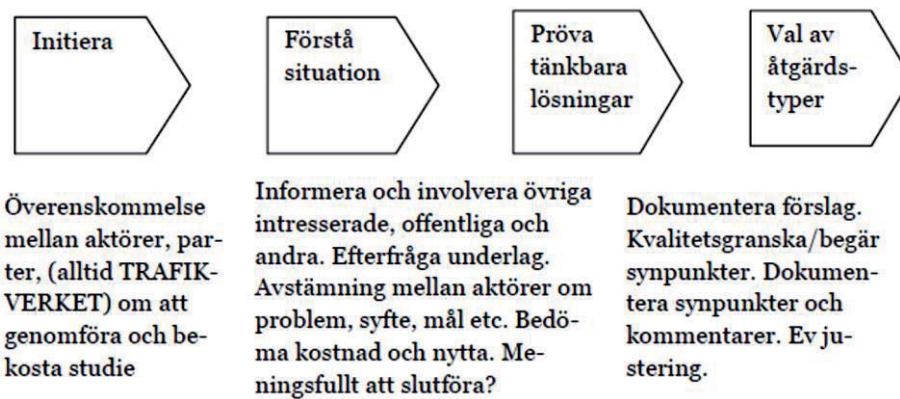 Initiera
Förstå
situation
Pröva
tänkbara
lösningar
Val av
åtgärds-
typer
Överenskommelse
mellan aktörer, par-
ter, (alltid TRAFIK-
VERKET) om att
genomföra och be-
kosta studie
Informera och involvera övriga
intresserade, offentliga och
andra. Efterfråga underlag.
Avstämning mellan aktörer om
problem, syfte, mål etc. Bedö-
ma kostnad och nytta. Me-
ningsfullt att slutföra?
Dokumentera förslag.
Kvalitetsgranska/begär
synpunkter. Dokumen-
tera synpunkter och
kommentarer. Ev ju-
stering.